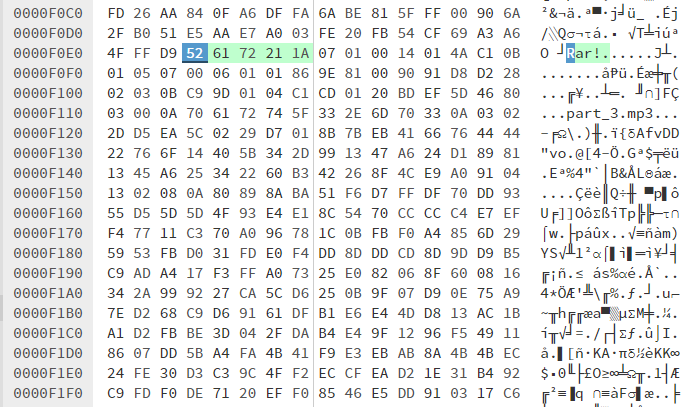 0000F0C0 FD 26 AA 84 0F A6 DF FA 6A BE 81 5F FF 00 90 6A ²&¬ä.ª▀·j╛ü_ .Éj
0000F0D0 2F B0 51 E5 AA E7 A0 03 FE 20 FB 54 CF 69 A3 A6 /░Qσ¬τá.■ √T╧iúª
0000F0E0 4F FF D9 52 61 72 21 1A 07 01 00 14 01 4A C1 0B O ┘Rar!......J┴.
0000F0F0 01 05 07 00 06 01 01 86 9E 81 00 90 91 D8 D2 28 .......å₧ü.Éæ╪╥(
0000F100 02 03 0B C9 9D 01 04 C1 CD 01 20 BD EF 5D 46 80 ...╔¥..┴═. ╜∩]FÇ
0000F110 03 00 0A 70 61 72 74 5F 33 2E 6D 70 33 0A 03 02 ...part_3.mp3...
0000F120 2D D5 EA 5C 02 29 D7 01 8B 7B EB 41 66 76 44 44 -╒Ω\.)╫.ï{δAfvDD
0000F130 22 76 6F 14 40 5B 34 2D 99 13 47 A6 24 D1 89 81 "vo.@[4-Ö.Gª$╤ëü
0000F140 13 45 A6 25 34 22 60 B3 42 26 8F 4C E9 A0 91 04 .Eª%4"`│B&ÅLΘáæ.
0000F150 13 02 08 0A 80 89 8A BA 51 F6 D7 FF DF 70 DD 93 ....Çëè║Q÷╫ ▀p▌ô
0000F160 55 D5 5D 5D 4F 93 E4 E1 8C 54 70 CC CC C4 E7 EF U╒]]OôΣßîTp╠╠─τ∩
0000F170 F4 77 11 C3 70 A0 96 78 1C 0B FB F0 A4 85 6D 29 ⌠w.├páûx..√≡ñàm)
0000F180 59 53 FB D0 31 FD E0 F4 DD 8D DD CD 8D 9D D9 B5 YS√╨1²α⌠▌ì▌═ì¥┘╡
0000F190 C9 AD A4 17 F3 FF A0 73 25 E0 82 06 8F 60 08 16 ╔¡ñ.≤ ás%αé.Å`..
0000F1A0 34 2A 99 92 27 CA 5C D6 25 0B 9F 07 D9 0E 75 A9 4*ÖÆ'╩\╓%.ƒ.┘.u⌐
0000F1B0 7E D2 68 C9 D6 91 61 DF B1 E6 E4 4D D8 13 AC 1B ~╥h╔╓æa▀▒µΣM╪.¼.
0000F1C0 A1 D2 FB BE 3D 04 2F DA B4 E4 9F 12 96 F5 49 11 í╥√╛=./┌┤Σƒ.û⌡I.
0000F1D0 86 07 DD 5B A4 FA 4B 41 F9 E3 EB AB 8A 4B 4B EC å.▌[ñ·KA∙πδ½èKK∞
0000F1E0 24 FE 30 D3 C3 9C 4F F2 EC CF EA D2 1E 31 B4 92 $■0╙├£O≥∞╧Ω╥.1┤Æ
0000F1F0 C9 FD F0 DE 71 20 EF F0 85 46 E5 DD 91 03 17 C6 ╔²≡▐q ∩≡àFσ▌æ..╞